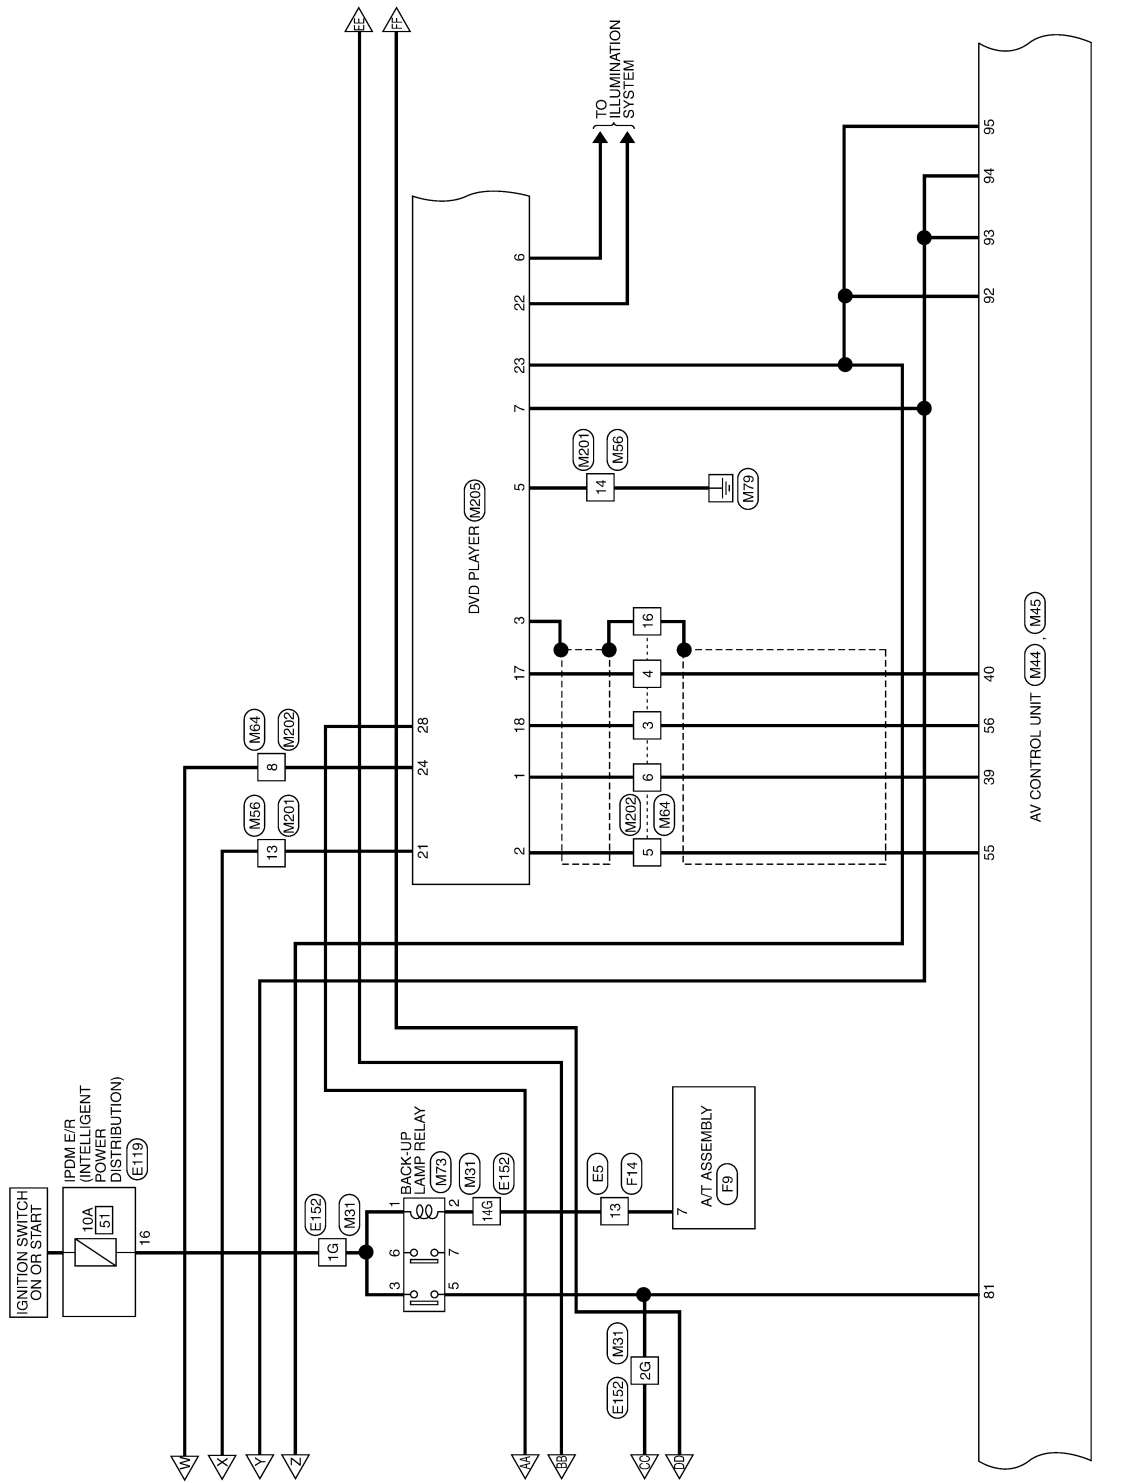 IGNITION SWITCH
ON OR START
IPDM E/R
(INTELLIGENT
POWER
DISTRIBUTION)
E119
10A
51
16
E152
M31
1G
BACK-UP
LAMP RELAY
M73
1
2
6
7
3
5
M31
E152
14G
E5
F14
13
7
A/T ASSEMBLY
F9
M31
E152
2G
81
W
X
Y
Z
AA
BB
CC
DD
EE
FF
M64
M202
8
M56
M201
13
28
24
21
DVD PLAYER M205
6
22
23
7
5
3
17
18
1
2
TO
ILLUMINATION
SYSTEM
M201
M56
14
M79
16
4
3
6
5
M202
M64
95
94
93
92
40
56
39
55
AV CONTROL UNIT M44 , M45